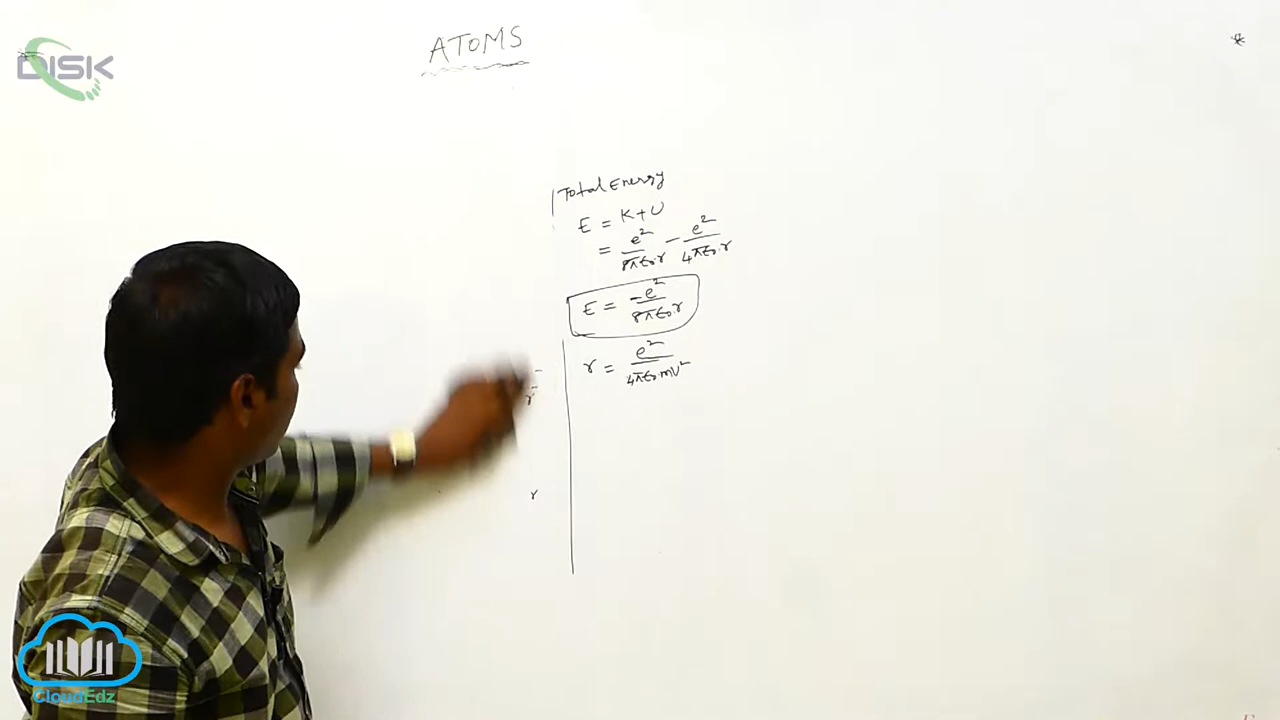 DISK
ATOMS
Total Energy
E = K+U
= e²/8πε₀r - e²/4πε₀r
E = -e²/8πε₀r
r = e²/4πε₀mv²
r
r
CloudEdz